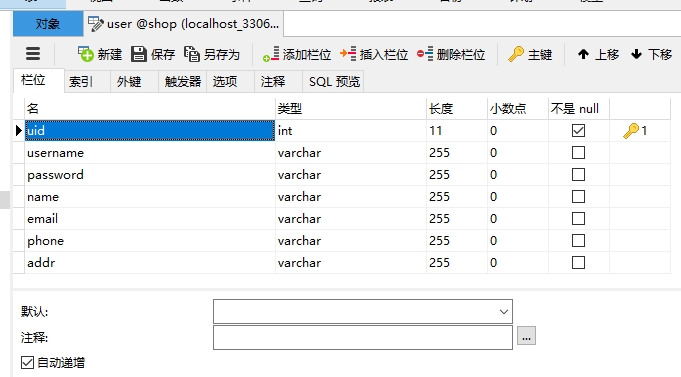 对象 user @shop (localhost_3306...
新建 保存 另存为 添加栏位 插入栏位 删除栏位 主键 上移 下移
栏位 索引 外键 触发器 选项 注释 SQL 预览
名 类型 长度 小数点 不是 null
uid int 11 0 1
username varchar 255 0
password varchar 255 0
name varchar 255 0
email varchar 255 0
phone varchar 255 0
addr varchar 255 0
默认:
注释: ...
自动递增